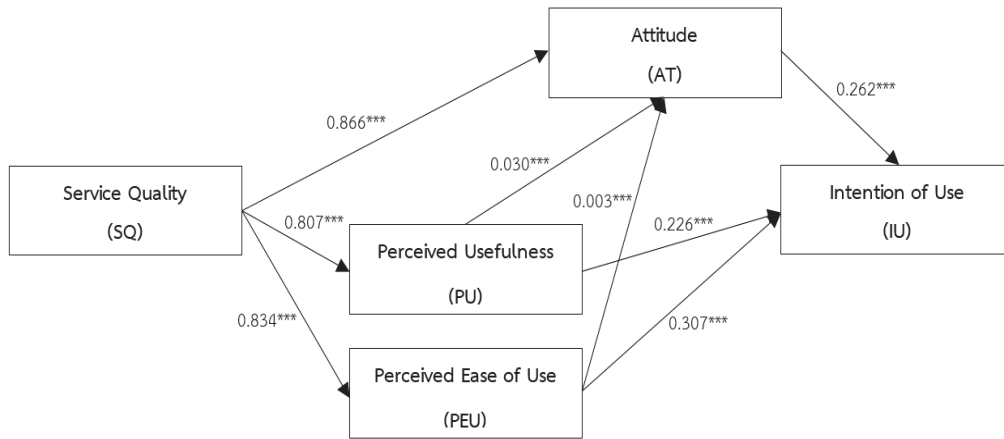 Attitude
(AT)
0.262***
0.866***
0.030***
Service Quality
(SQ)
0.003***
Intention of Use
(IU)
0.807***
0.226***
Perceived Usefulness
(PU)
0.834***
0.307***
Perceived Ease of Use
(PEU)